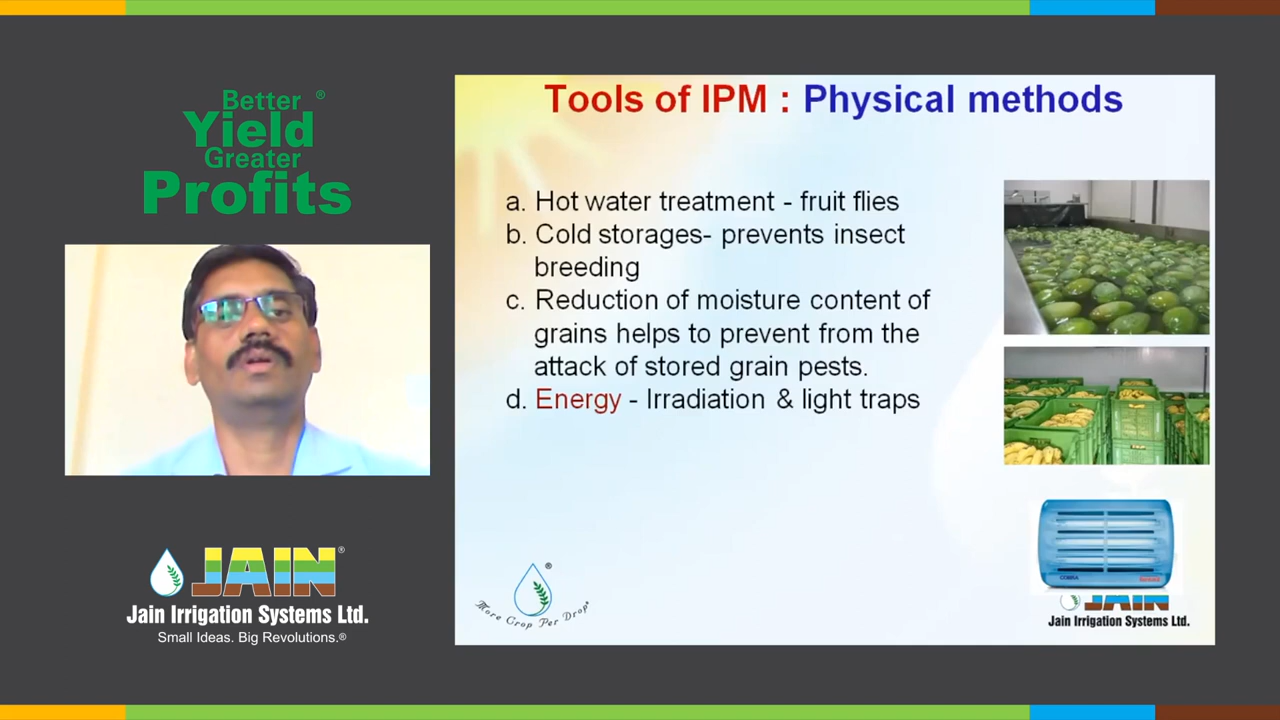 Better ®
Yield
Greater
Profits
JAIN®
Jain Irrigation Systems Ltd.
Small Ideas. Big Revolutions.®
Tools of IPM : Physical methods
a. Hot water treatment - fruit flies
b. Cold storages- prevents insect
breeding
c. Reduction of moisture content of
grains helps to prevent from the
attack of stored grain pests.
d. Energy - Irradiation & light traps
®
More Crop Per Drop®
COBRA
JAIN
Jain Irrigation Systems Ltd.